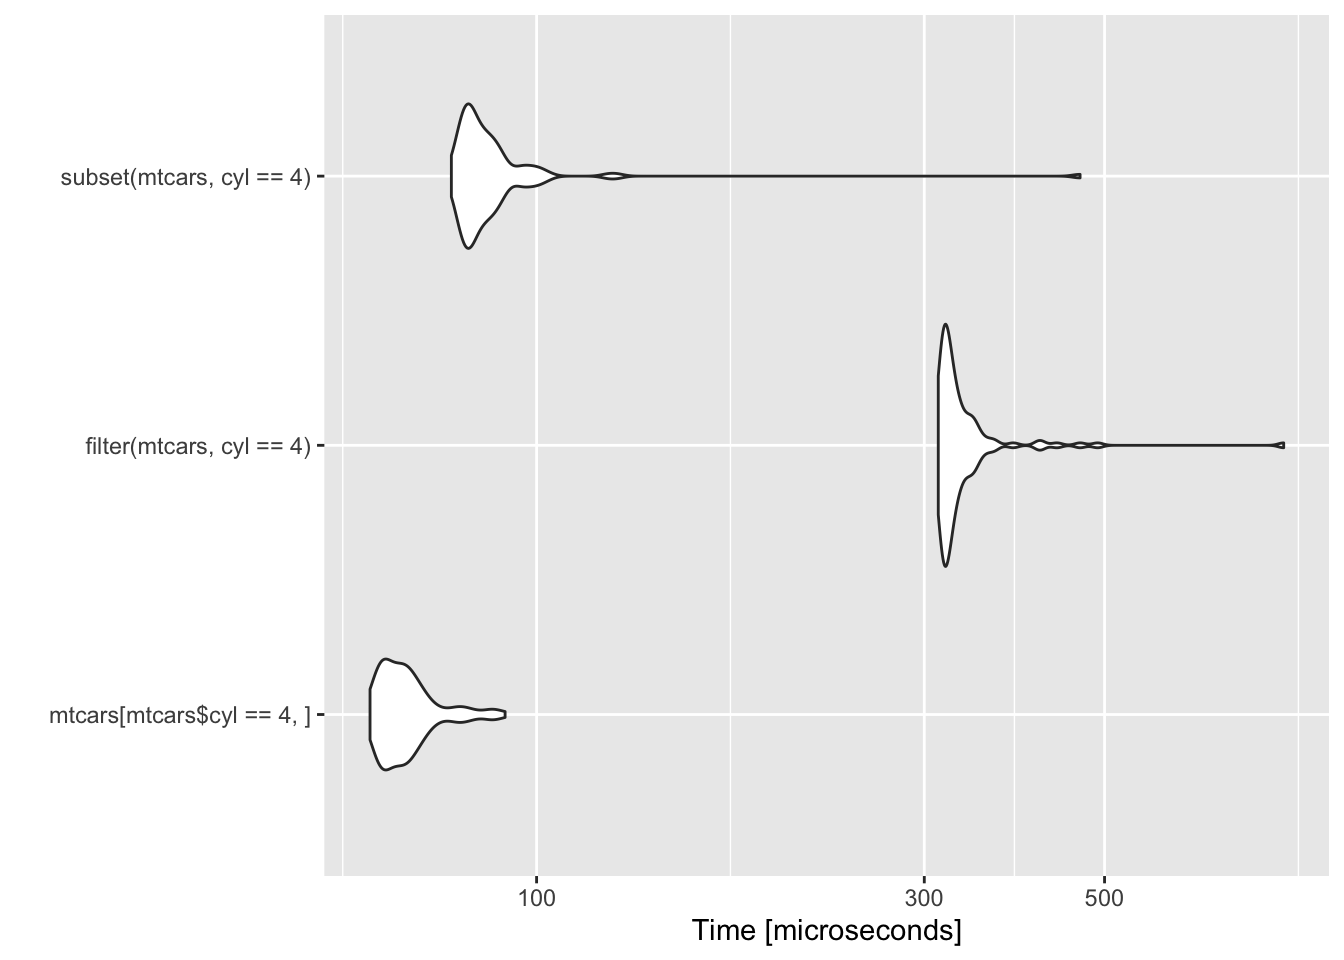 subset(mtcars, cyl == 4)
filter(mtcars, cyl == 4)
mtcars[mtcars$cyl == 4, ]
100
300
500
Time [microseconds]